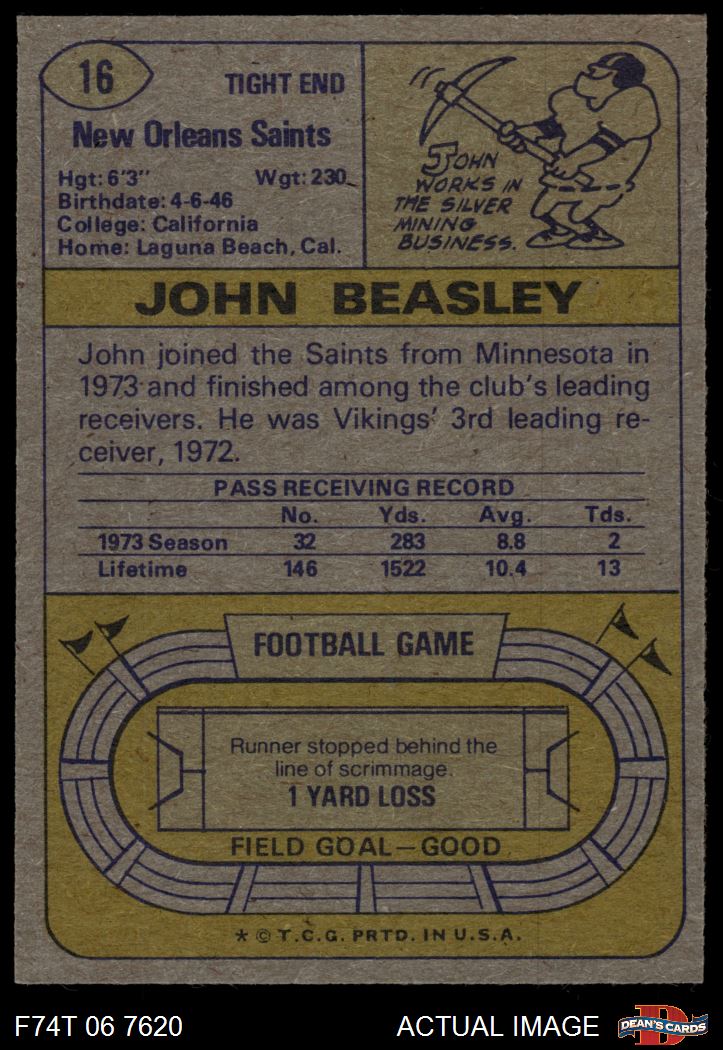 16
TIGHT END
New Orleans Saints
Hgt: 6'3" Wgt: 230
Birthdate: 4-6-46
College: California
Home: Laguna Beach, Cal.
JOHN
WORKS IN
THE SILVER
MINING
BUSINESS.
JOHN BEASLEY
John joined the Saints from Minnesota in
1973 and finished among the club's leading
receivers. He was Vikings' 3rd leading re-
ceiver, 1972.
PASS RECEIVING RECORD
No. Yds. Avg. Tds.
1973 Season 32 283 8.8 2
Lifetime 146 1522 10.4 13
FOOTBALL GAME
Runner stopped behind the
line of scrimmage.
1 YARD LOSS
FIELD GOAL—GOOD
* © T.C.G. PRTD. IN U.S.A.
F74T 06 7620 ACTUAL IMAGE
D
DEAN'S CARDS